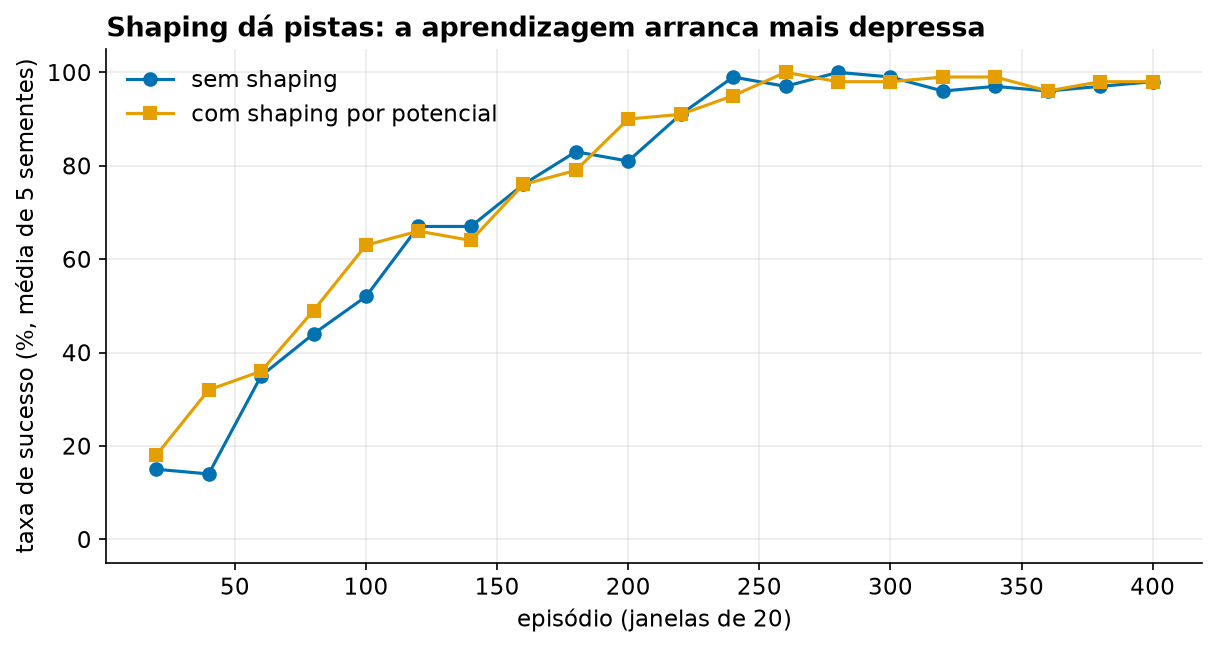 Shaping dá pistas: a aprendizagem arranca mais depressa
sem shaping
com shaping por potencial
taxa de sucesso (%, média de 5 sementes)
100
80
60
40
20
0
50 100 150 200 250 300 350 400
episódio (janelas de 20)